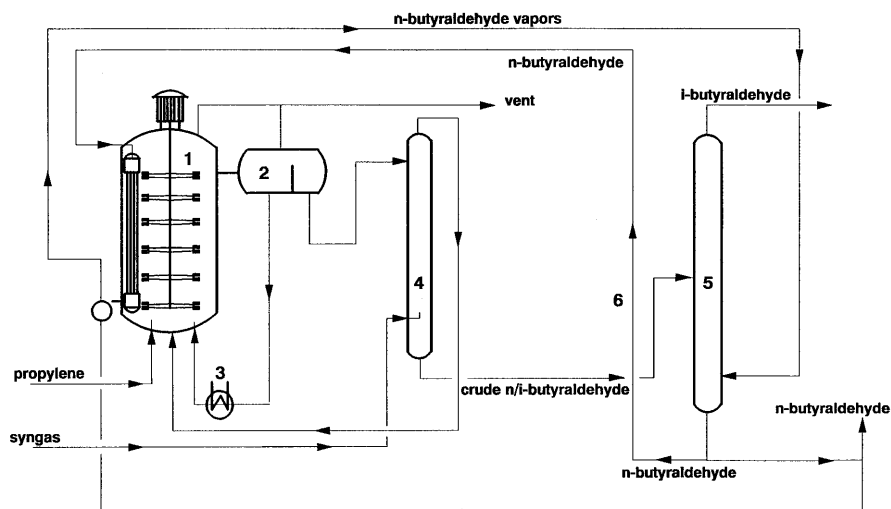 n-butyraldehyde vapors
n-butyraldehyde
i-butyraldehyde
vent
1
2
4
6
5
propylene
3
crude n/i-butyraldehyde
n-butyraldehyde
syngas
n-butyraldehyde